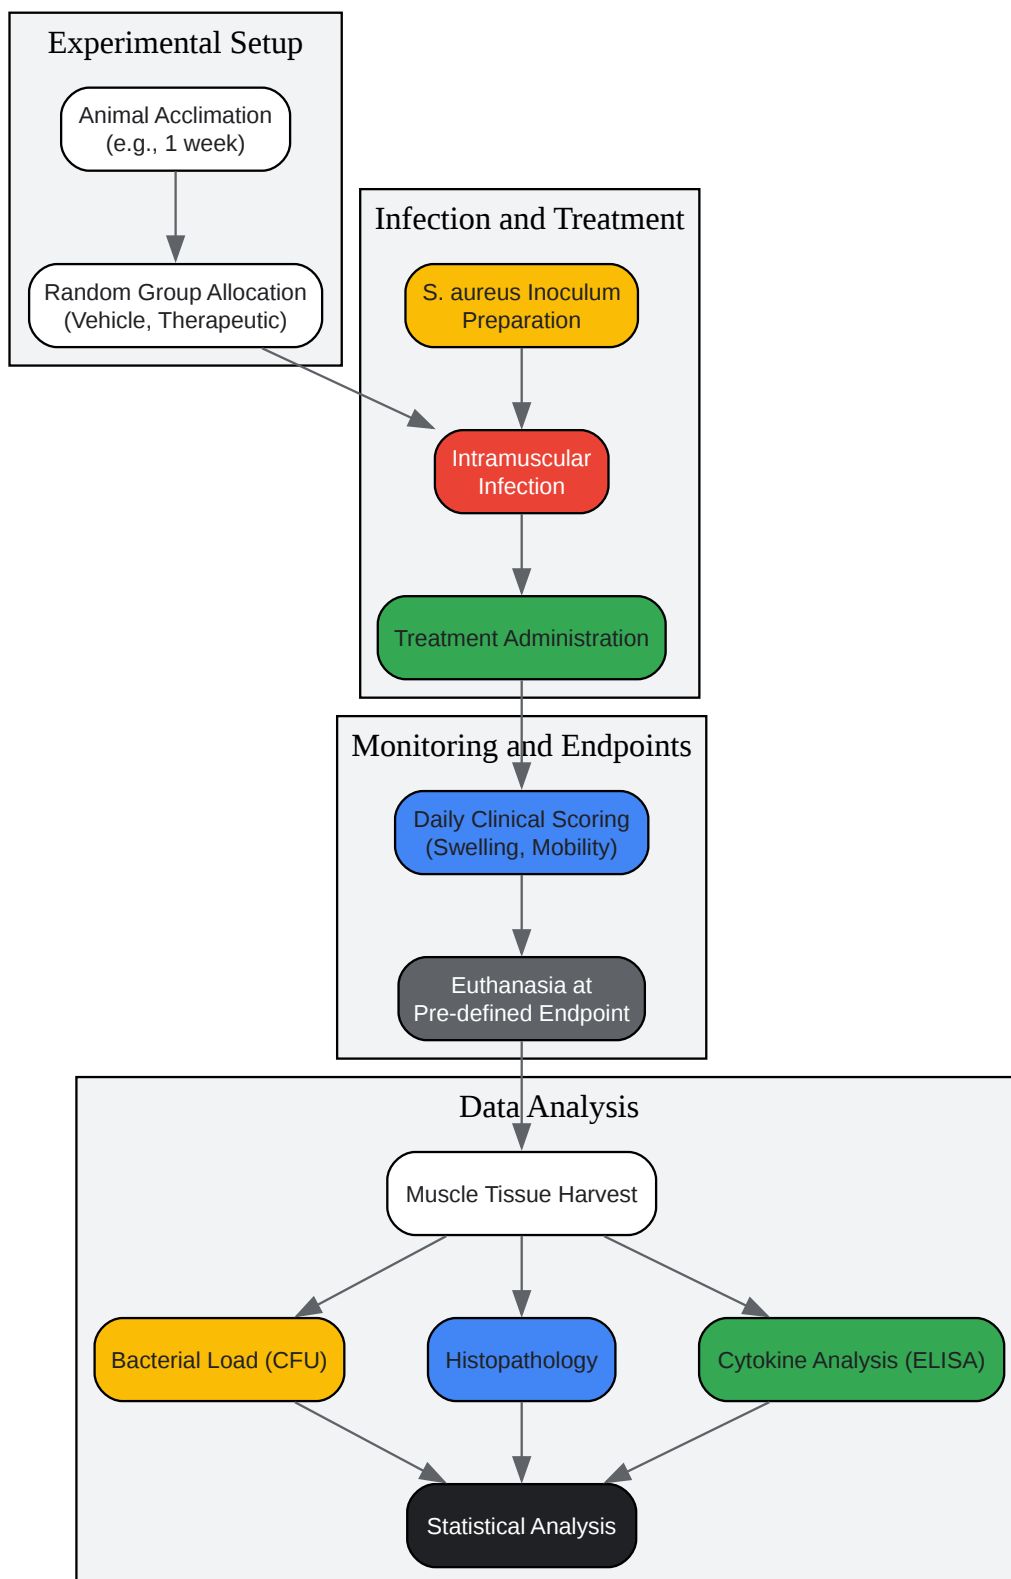 Experimental Setup
Animal Acclimation
(e.g., 1 week)
Random Group Allocation
(Vehicle, Therapeutic)
Infection and Treatment
S. aureus Inoculum
Preparation
Intramuscular
Infection
Treatment Administration
Monitoring and Endpoints
Daily Clinical Scoring
(Swelling, Mobility)
Euthanasia at
Pre-defined Endpoint
Data Analysis
Muscle Tissue Harvest
Bacterial Load (CFU)
Histopathology
Cytokine Analysis (ELISA)
Statistical Analysis